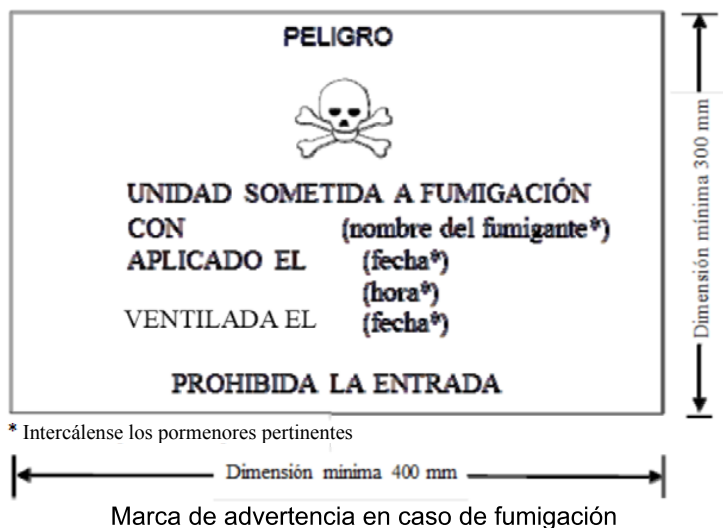 PELIGRO
UNIDAD SOMETIDA A FUMIGACIÓN
CON (nombre del fumigante*)
APLICADO EL (fecha*)
(hora*)
VENTILADA EL (fecha*)
PROHIBIDA LA ENTRADA
Dimensión mínima 300 mm
* Intercálense los pormenores pertinentes
Dimensión mínima 400 mm
Marca de advertencia en caso de fumigación